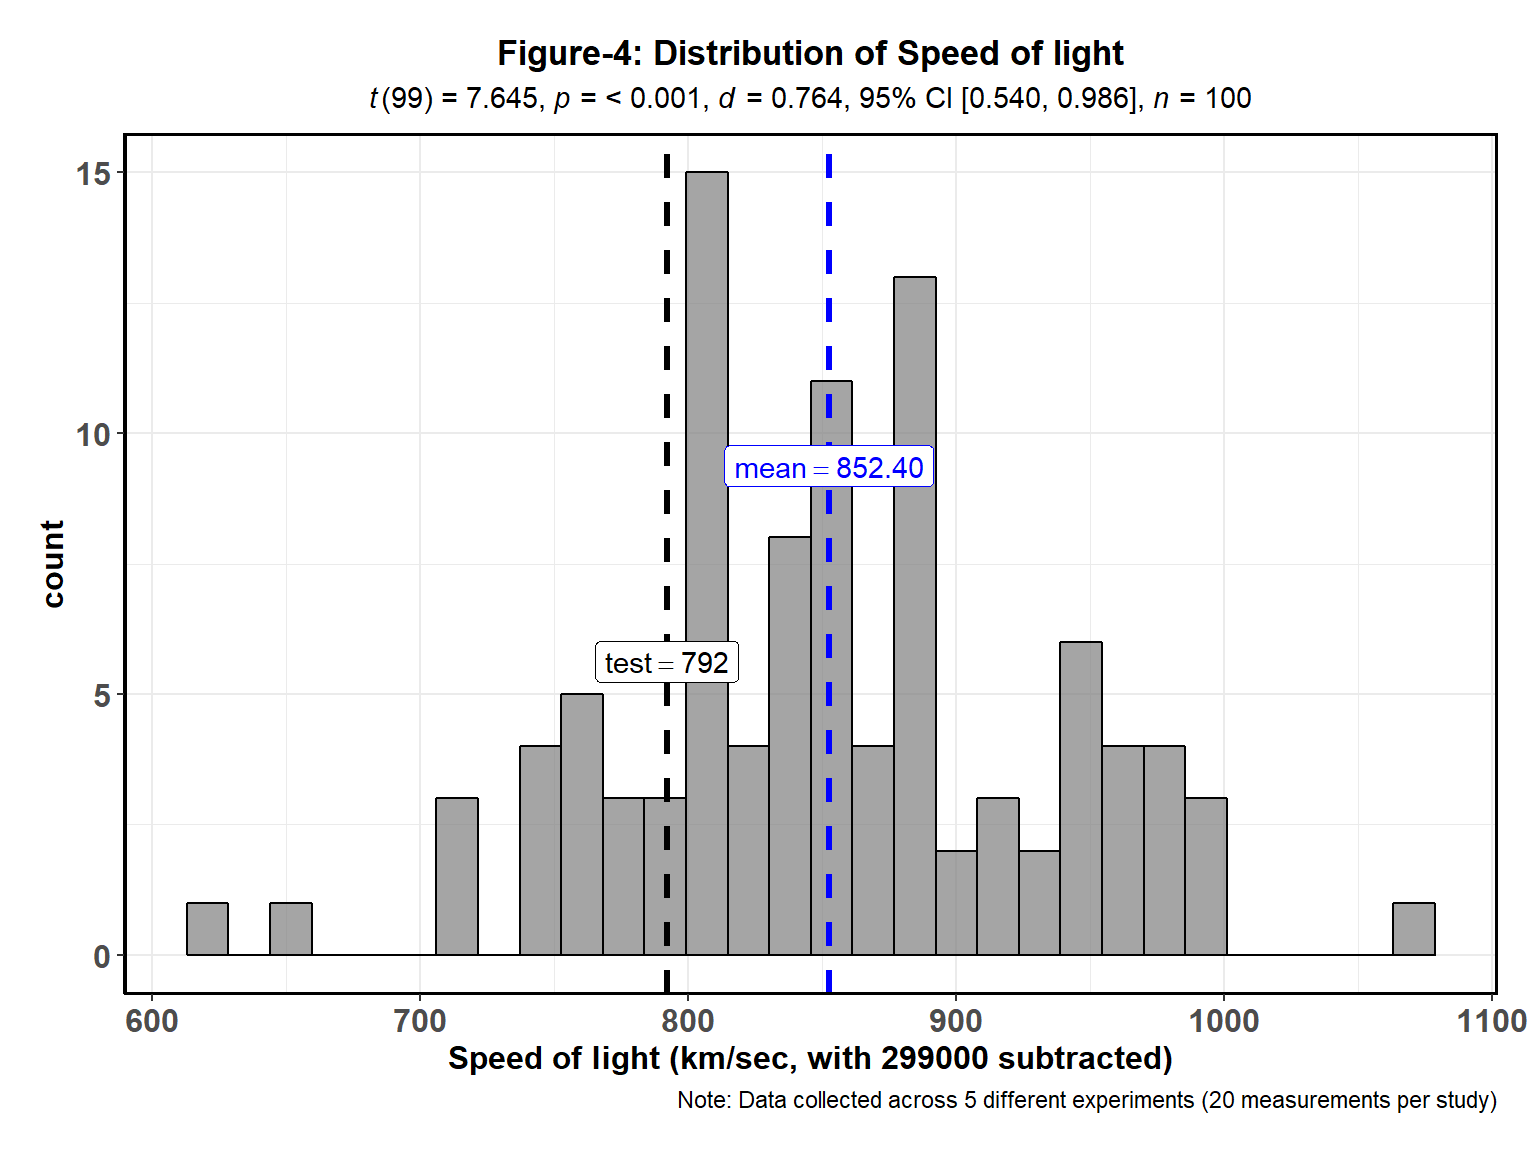 Figure-4: Distribution of Speed of light
t(99) = 7.645, p = < 0.001, d = 0.764, 95% CI [0.540, 0.986], n = 100
15
10
5
0
count
mean = 852.40
test = 792
600 700 800 900 1000 1100
Speed of light (km/sec, with 299000 subtracted)
Note: Data collected across 5 different experiments (20 measurements per study)